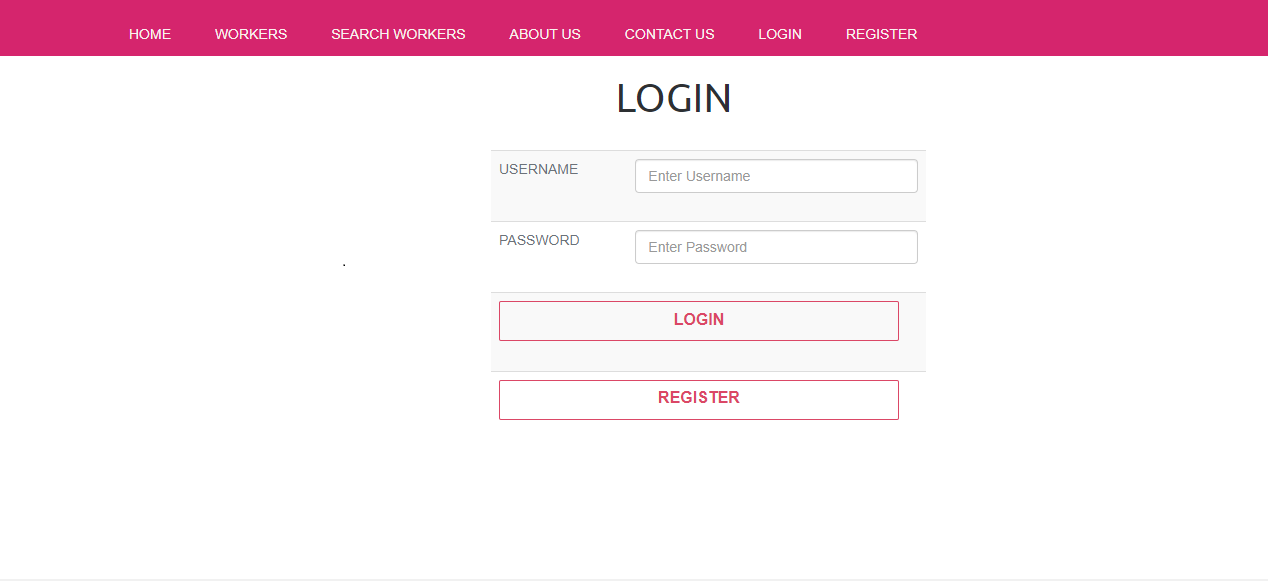 HOME WORKERS SEARCH WORKERS ABOUT US CONTACT US LOGIN REGISTER
LOGIN
USERNAME Enter Username
PASSWORD Enter Password
.
LOGIN
REGISTER